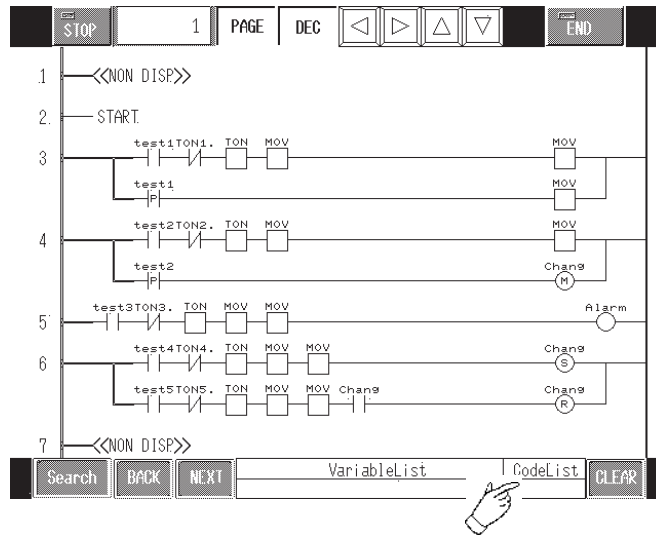 STOP 1 PAGE DEC END
1 <<NON DISP>>
2 START
test1TON1. TON MOV MOV
3
test1
P MOV
test2TON2. TON MOV MOV
4
test2 Chang
P M
test3TON3. TON MOV MOV Alarm
5
test4TON4. TON MOV MOV Chang
6 S
test5TON5. TON MOV MOV Chang Chang
R
7 <<NON DISP>>
Search BACK NEXT VariableList CodeList CLEAR